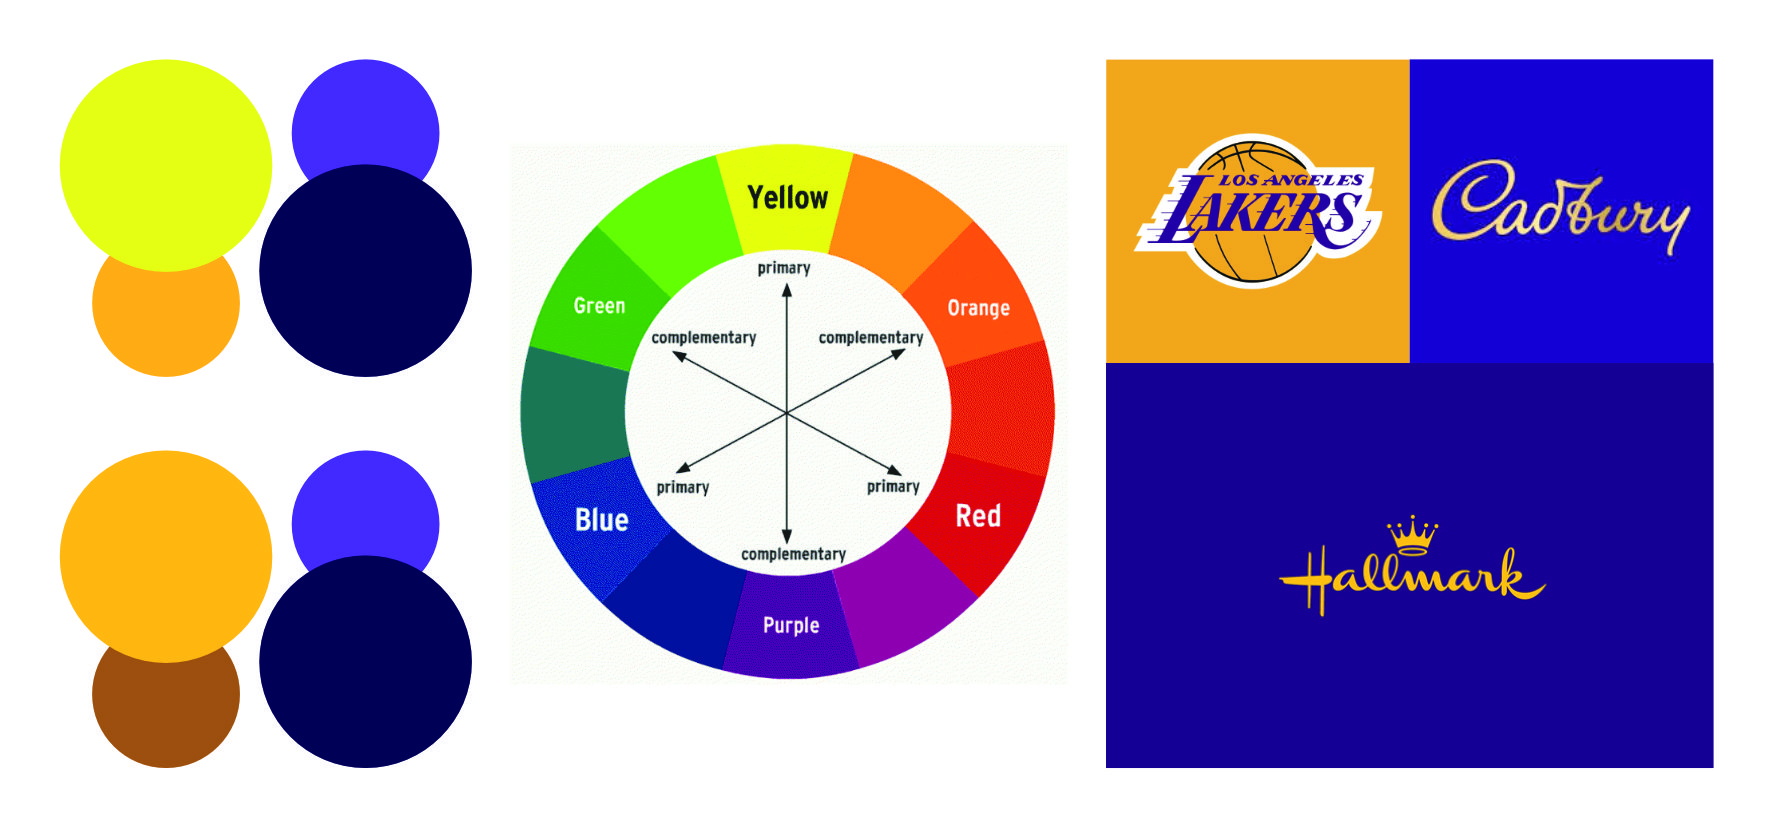 Yellow
primary
Green
Orange
complementary
complementary
primary
primary
Blue
Red
complementary
Purple
LOS ANGELES
LAKERS
Cadbury
Hallmark